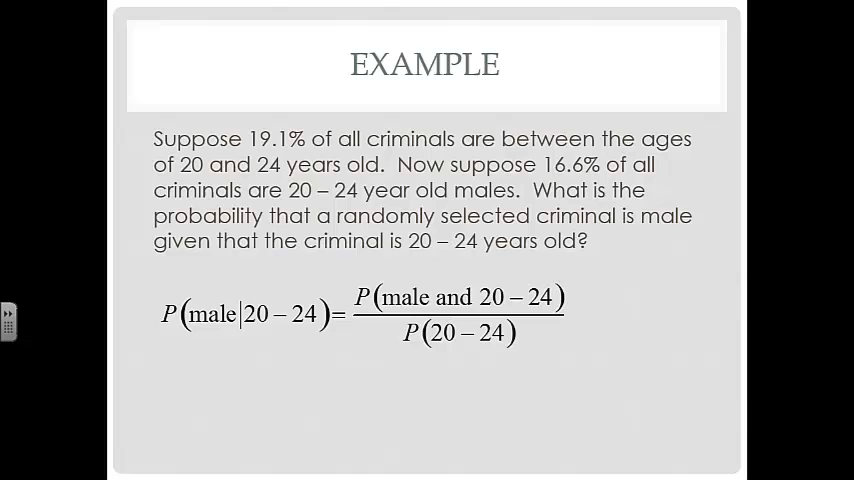 EXAMPLE
Suppose 19.1% of all criminals are between the ages
of 20 and 24 years old. Now suppose 16.6% of all
criminals are 20 – 24 year old males. What is the
probability that a randomly selected criminal is male
given that the criminal is 20 – 24 years old?
P(male|20 – 24) = P(male and 20 – 24) / P(20 – 24)